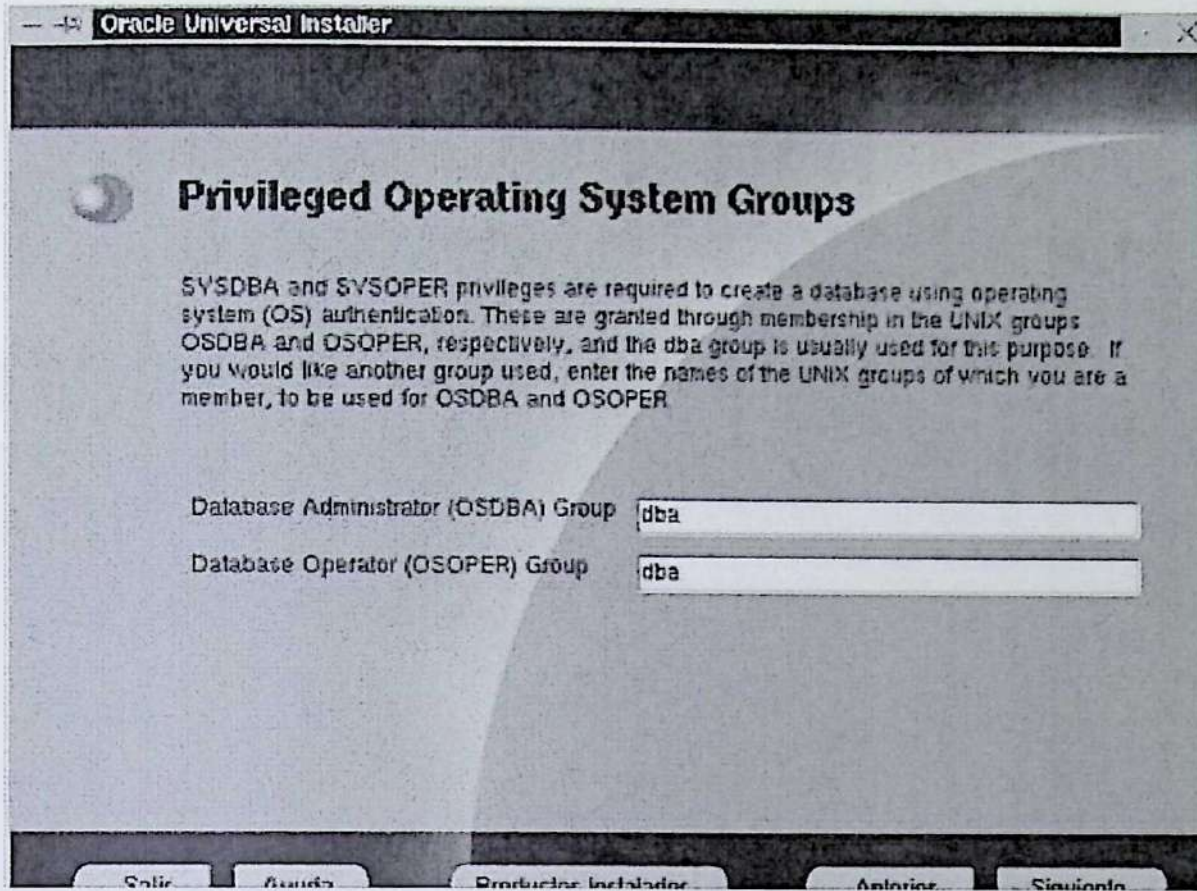 Oracle Universal Installer
Privileged Operating System Groups
SYSDBA and SYSOPER privileges are required to create a database using operating
system (OS) authentication. These are granted through membership in the UNIX groups
OSDBA and OSOPER, respectively, and the dba group is usually used for this purpose. If
you would like another group used, enter the names of the UNIX groups of which you are a
member, to be used for OSDBA and OSOPER
Database Administrator (OSDBA) Group dba
Database Operator (OSOPER) Group dba
Salir Ayuda Productos Instalados... Anterior Siguiente